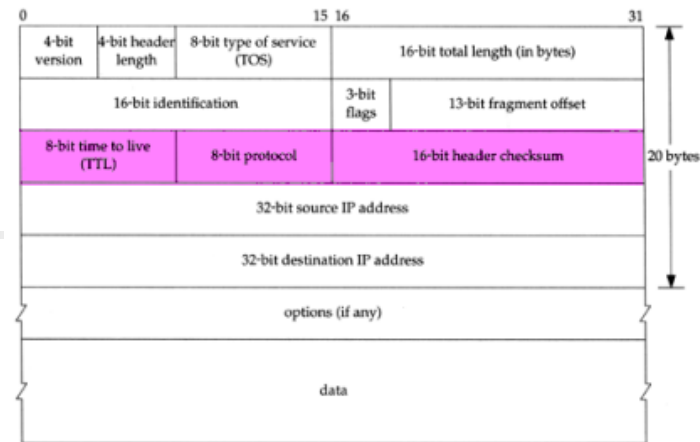 0 15 16 31
4-bit version
4-bit header length
8-bit type of service (TOS)
16-bit total length (in bytes)
16-bit identification
3-bit flags
13-bit fragment offset
8-bit time to live (TTL)
8-bit protocol
16-bit header checksum
20 bytes
32-bit source IP address
32-bit destination IP address
options (if any)
data